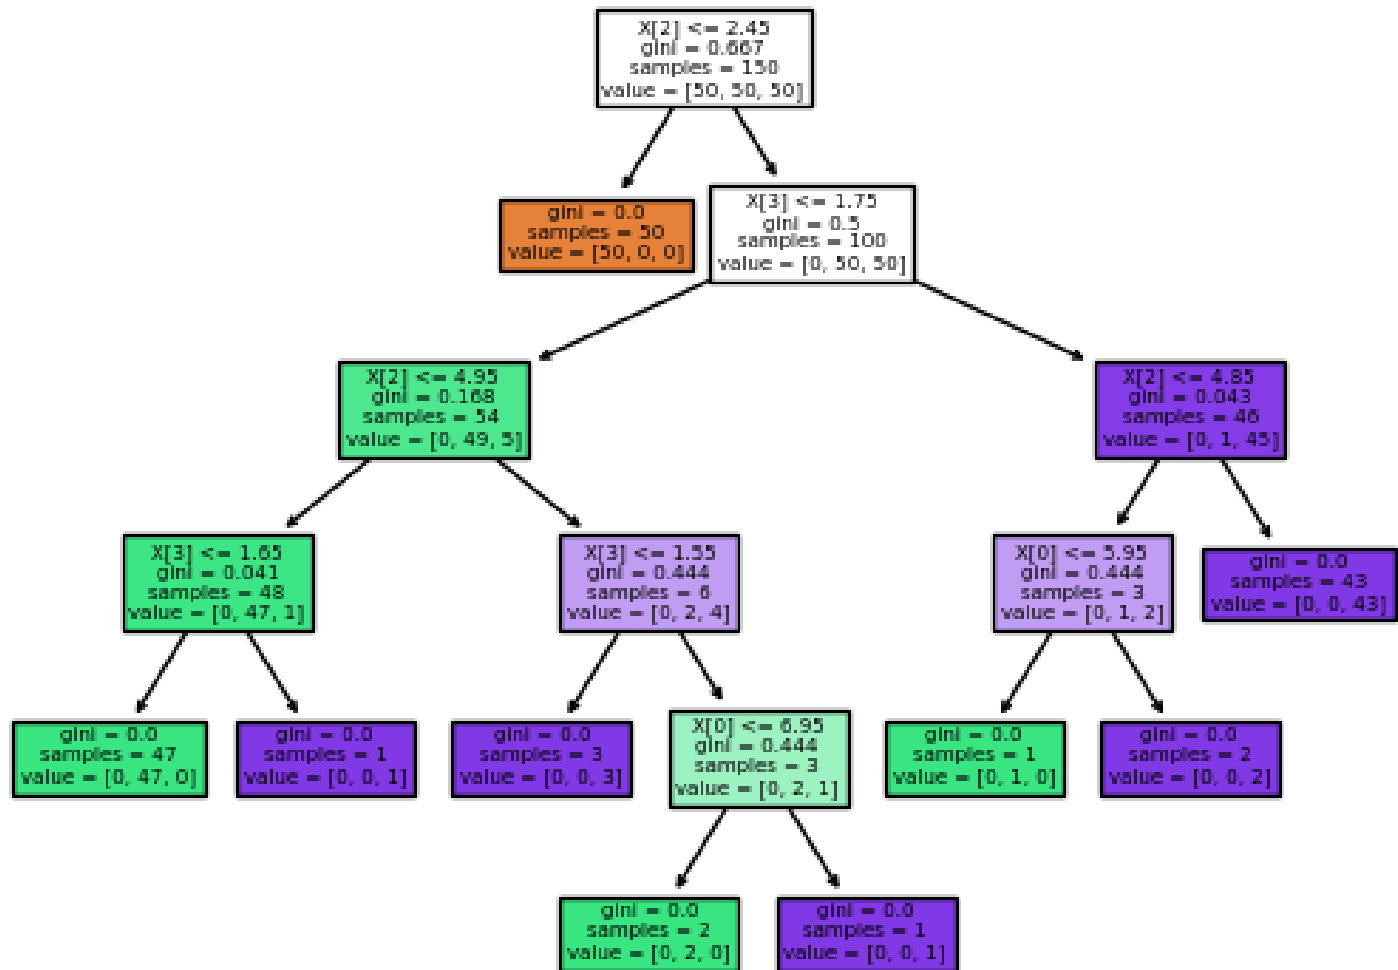 X[2] <= 2.45
gini = 0.667
samples = 150
value = [50, 50, 50]
gini = 0.0
samples = 50
value = [50, 0, 0]
X[3] <= 1.75
gini = 0.5
samples = 100
value = [0, 50, 50]
X[2] <= 4.95
gini = 0.168
samples = 54
value = [0, 49, 5]
X[2] <= 4.85
gini = 0.043
samples = 46
value = [0, 1, 45]
X[3] <= 1.65
gini = 0.041
samples = 48
value = [0, 47, 1]
X[3] <= 1.55
gini = 0.444
samples = 6
value = [0, 2, 4]
X[0] <= 5.95
gini = 0.444
samples = 3
value = [0, 1, 2]
gini = 0.0
samples = 43
value = [0, 0, 43]
gini = 0.0
samples = 47
value = [0, 47, 0]
gini = 0.0
samples = 1
value = [0, 0, 1]
gini = 0.0
samples = 3
value = [0, 0, 3]
X[0] <= 6.95
gini = 0.444
samples = 3
value = [0, 2, 1]
gini = 0.0
samples = 1
value = [0, 1, 0]
gini = 0.0
samples = 2
value = [0, 0, 2]
gini = 0.0
samples = 2
value = [0, 2, 0]
gini = 0.0
samples = 1
value = [0, 0, 1]